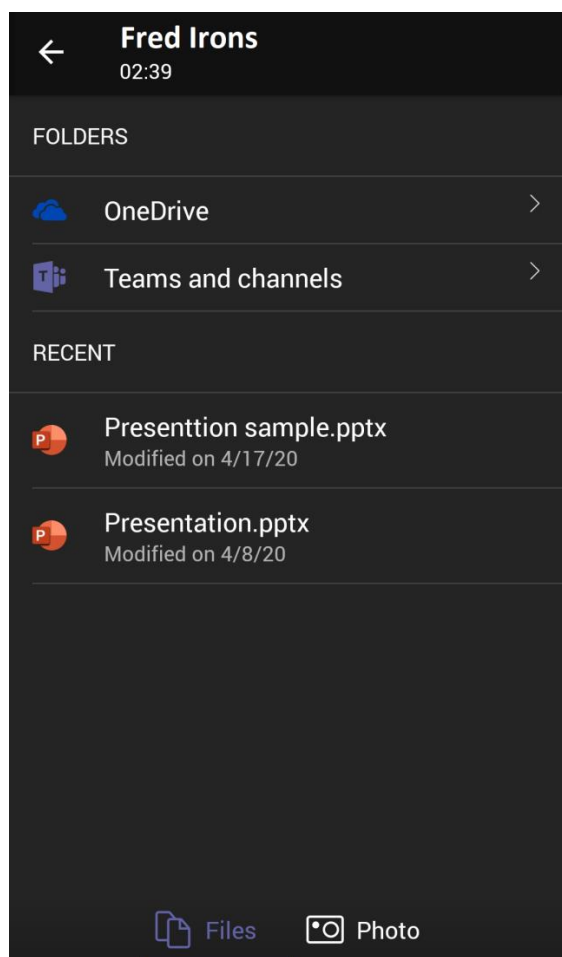 Fred Irons
02:39
FOLDERS
OneDrive
Teams and channels
RECENT
Presenttion sample.pptx
Modified on 4/17/20
Presentation.pptx
Modified on 4/8/20
Files Photo